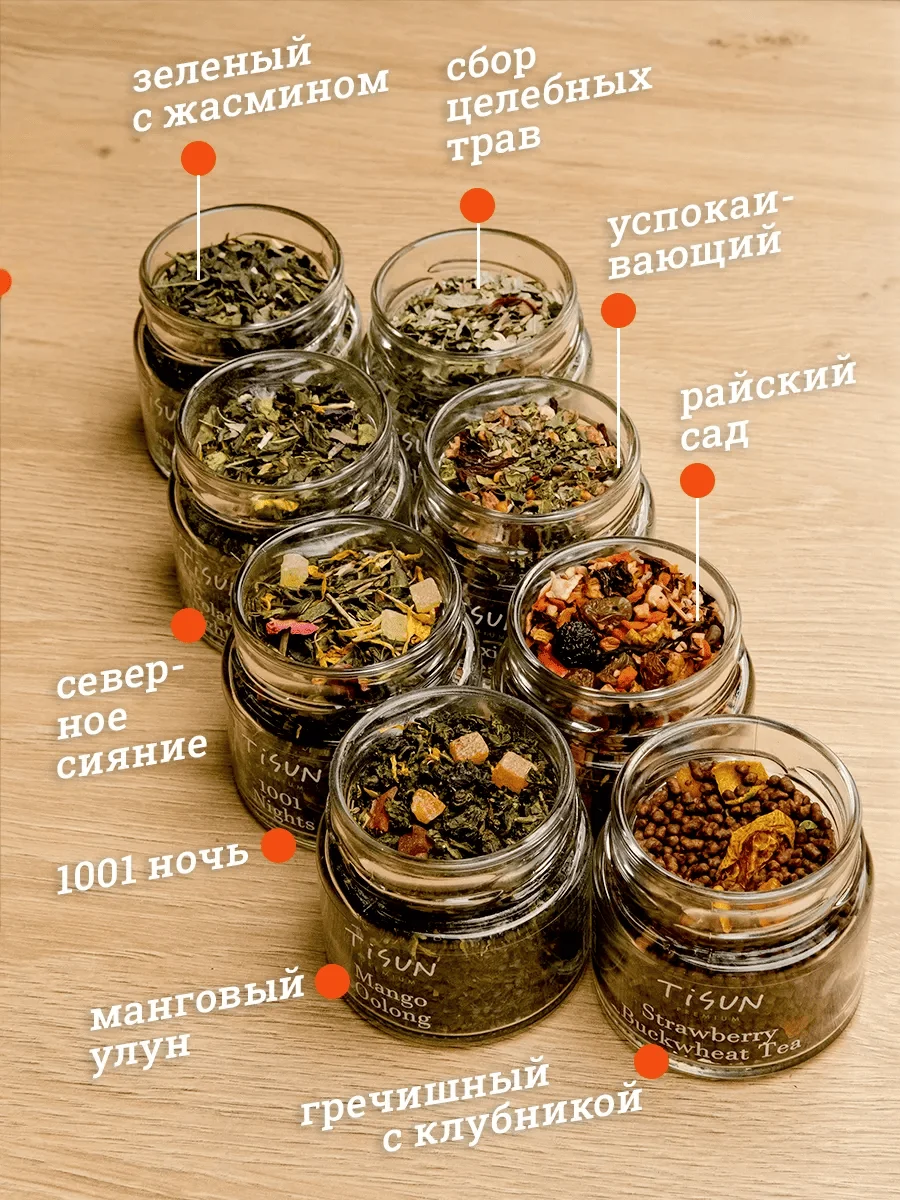 зеленый
с жасмином
сбор
целебных
трав
успокаи-
вающий
райский
сад
север-
ное
сияние
TiSUN
1001
Nights
1001 ночь
TiSUN
Mango
Oolong
манговый
улун
TiSUN
PREMIUM
Strawberry
Buckwheat Tea
гречишный
с клубникой